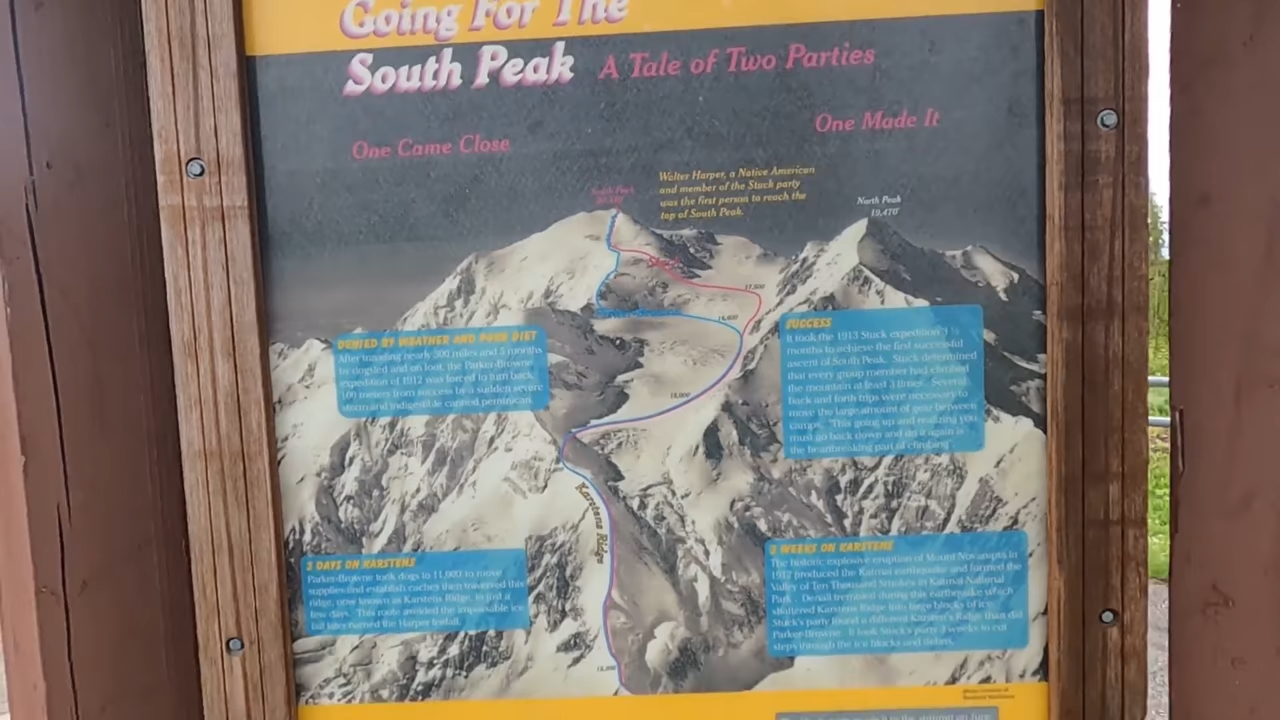 Going For The
South Peak
A Tale of Two Parties
One Came Close
One Made It
Walter Harper, a Native American
and member of the Stuck party
was the first person to reach the
top of South Peak.
South Peak
North Peak
19,470'
Stuck
17,500
Parker-Browne
16,400
15,000
DENIED BY WEATHER AND POOR DIET
After traveling nearly 300 miles and 5 months
by dogsled and on foot, the Parker-Browne
expedition of 1912 was forced to turn back
100 meters from success by a sudden severe
storm and indigestible canned pemmican.
SUCCESS
It took the 1913 Stuck expedition 3 ½
months to achieve the first successful
ascent of South Peak. Stuck determined
that every group member had climbed
the mountain at least 3 times. Several
back and forth trips were necessary to
move the large amount of gear between
camps. "This going up and realizing you
must go back down and do it again is
the heartbreaking part of climbing"
Karstens Ridge
3 DAYS ON KARSTENS
Parker-Browne took dogs to 11,000' to move
supplies and establish caches then traversed this
ridge, now known as Karstens Ridge, in just a
few days. This route avoided the impassable ice
fall later named the Harper Icefall.
3 WEEKS ON KARSTENS
The historic explosive eruption of Mount Novarupta in
1912 produced the Katmai earthquake and formed the
Valley of Ten Thousand Smokes in Katmai National
Park. Denali trembled during this earthquake which
shattered Karstens Ridge into large blocks of ice.
Stuck's party found a different Karsten's Ridge than did
Parker-Browne. It took Stuck's party 3 weeks to cut
steps through the ice blocks and debris.